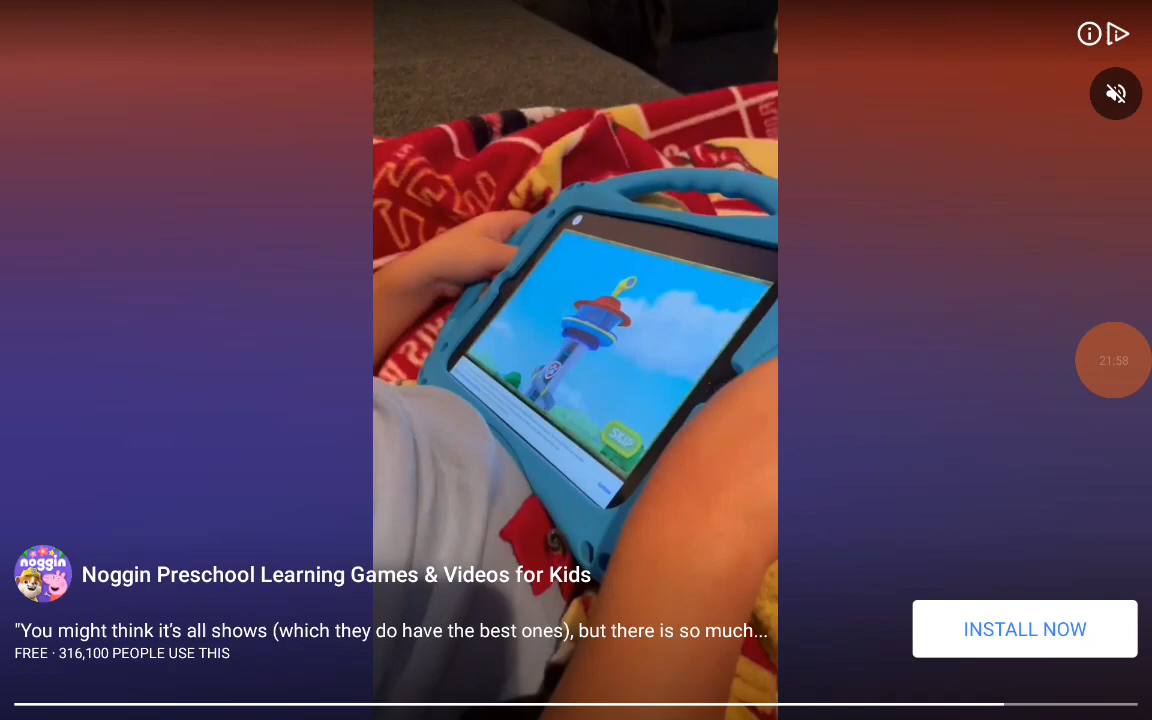 21:58
SKIP
noggin
Noggin Preschool Learning Games & Videos for Kids
"You might think it's all shows (which they do have the best ones), but there is so much...
FREE · 316,100 PEOPLE USE THIS
INSTALL NOW